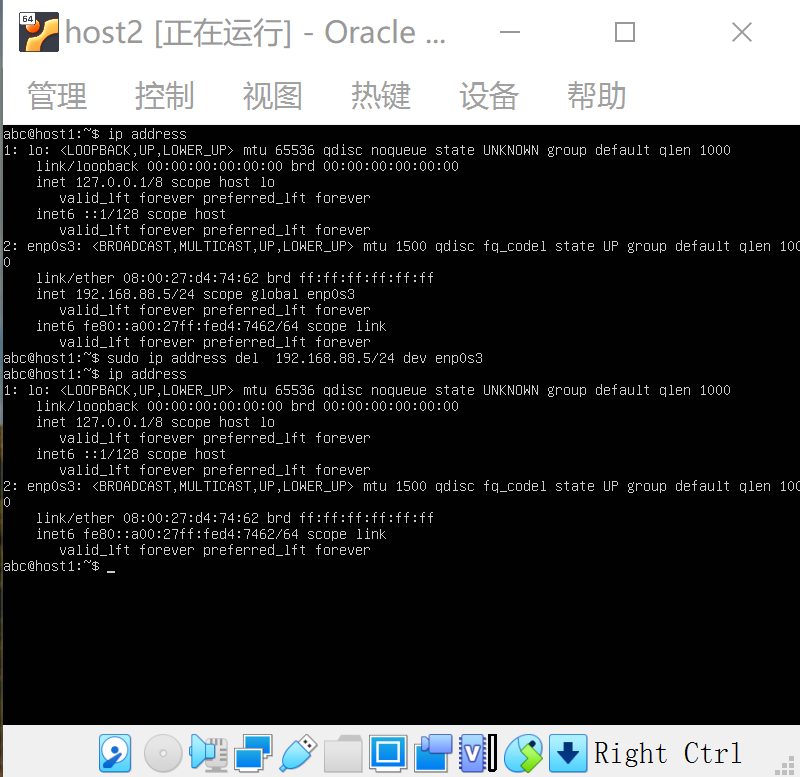 64
host2 [正在运行] - Oracle ...
管理 控制 视图 热键 设备 帮助
abc@host1:~$ ip address
1: lo: <LOOPBACK,UP,LOWER_UP> mtu 65536 qdisc noqueue state UNKNOWN group default qlen 1000
    link/loopback 00:00:00:00:00:00 brd 00:00:00:00:00:00
    inet 127.0.0.1/8 scope host lo
       valid_lft forever preferred_lft forever
    inet6 ::1/128 scope host
       valid_lft forever preferred_lft forever
2: enp0s3: <BROADCAST,MULTICAST,UP,LOWER_UP> mtu 1500 qdisc fq_codel state UP group default qlen 100
0
    link/ether 08:00:27:d4:74:62 brd ff:ff:ff:ff:ff:ff
    inet 192.168.88.5/24 scope global enp0s3
       valid_lft forever preferred_lft forever
    inet6 fe80::a00:27ff:fed4:7462/64 scope link
       valid_lft forever preferred_lft forever
abc@host1:~$ sudo ip address del  192.168.88.5/24 dev enp0s3
abc@host1:~$ ip address
1: lo: <LOOPBACK,UP,LOWER_UP> mtu 65536 qdisc noqueue state UNKNOWN group default qlen 1000
    link/loopback 00:00:00:00:00:00 brd 00:00:00:00:00:00
    inet 127.0.0.1/8 scope host lo
       valid_lft forever preferred_lft forever
    inet6 ::1/128 scope host
       valid_lft forever preferred_lft forever
2: enp0s3: <BROADCAST,MULTICAST,UP,LOWER_UP> mtu 1500 qdisc fq_codel state UP group default qlen 100
0
    link/ether 08:00:27:d4:74:62 brd ff:ff:ff:ff:ff:ff
    inet6 fe80::a00:27ff:fed4:7462/64 scope link
       valid_lft forever preferred_lft forever
abc@host1:~$ _
V
Right Ctrl